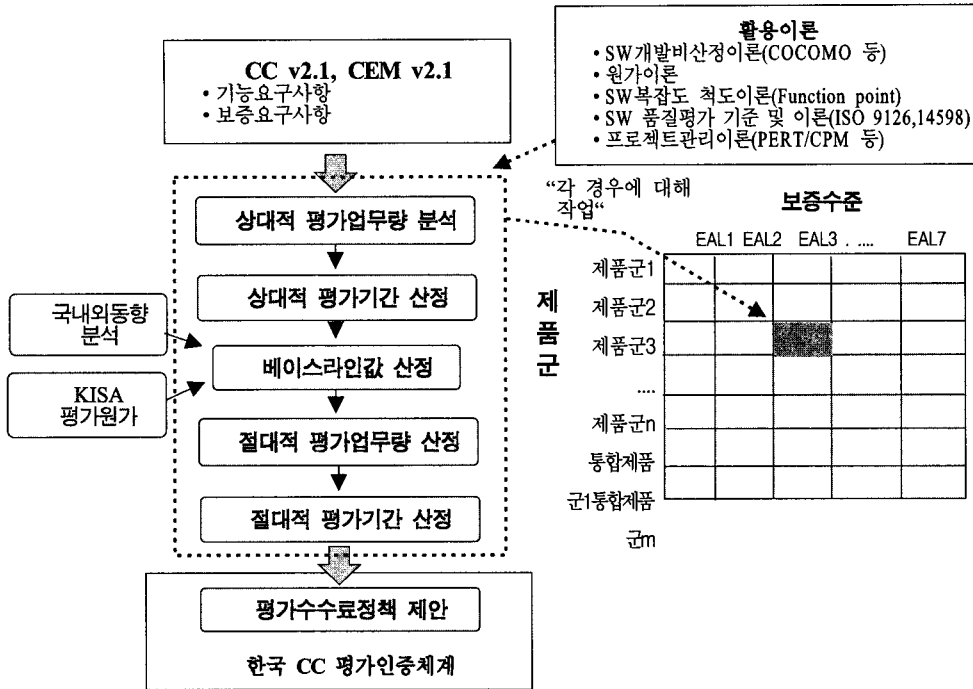 CC v2.1, CEM v2.1
• 기능요구사항
• 보증요구사항
활용이론
• SW개발비산정이론(COCOMO 등)
• 원가이론
• SW복잡도 척도이론(Function point)
• SW 품질평가 기준 및 이론(ISO 9126,14598)
• 프로젝트관리이론(PERT/CPM 등)
상대적 평가업무량 분석
상대적 평가기간 산정
베이스라인값 산정
절대적 평가업무량 산정
절대적 평가기간 산정
국내외동향
분석
KISA
평가원가
평가수수료정책 제안
한국 CC 평가인증체계
“각 경우에 대해
작업“
보증수준
EAL1 EAL2 EAL3 . .... EAL7
제품군
제품군1
제품군2
제품군3
....
제품군n
통합제품
군1통합제품
군m